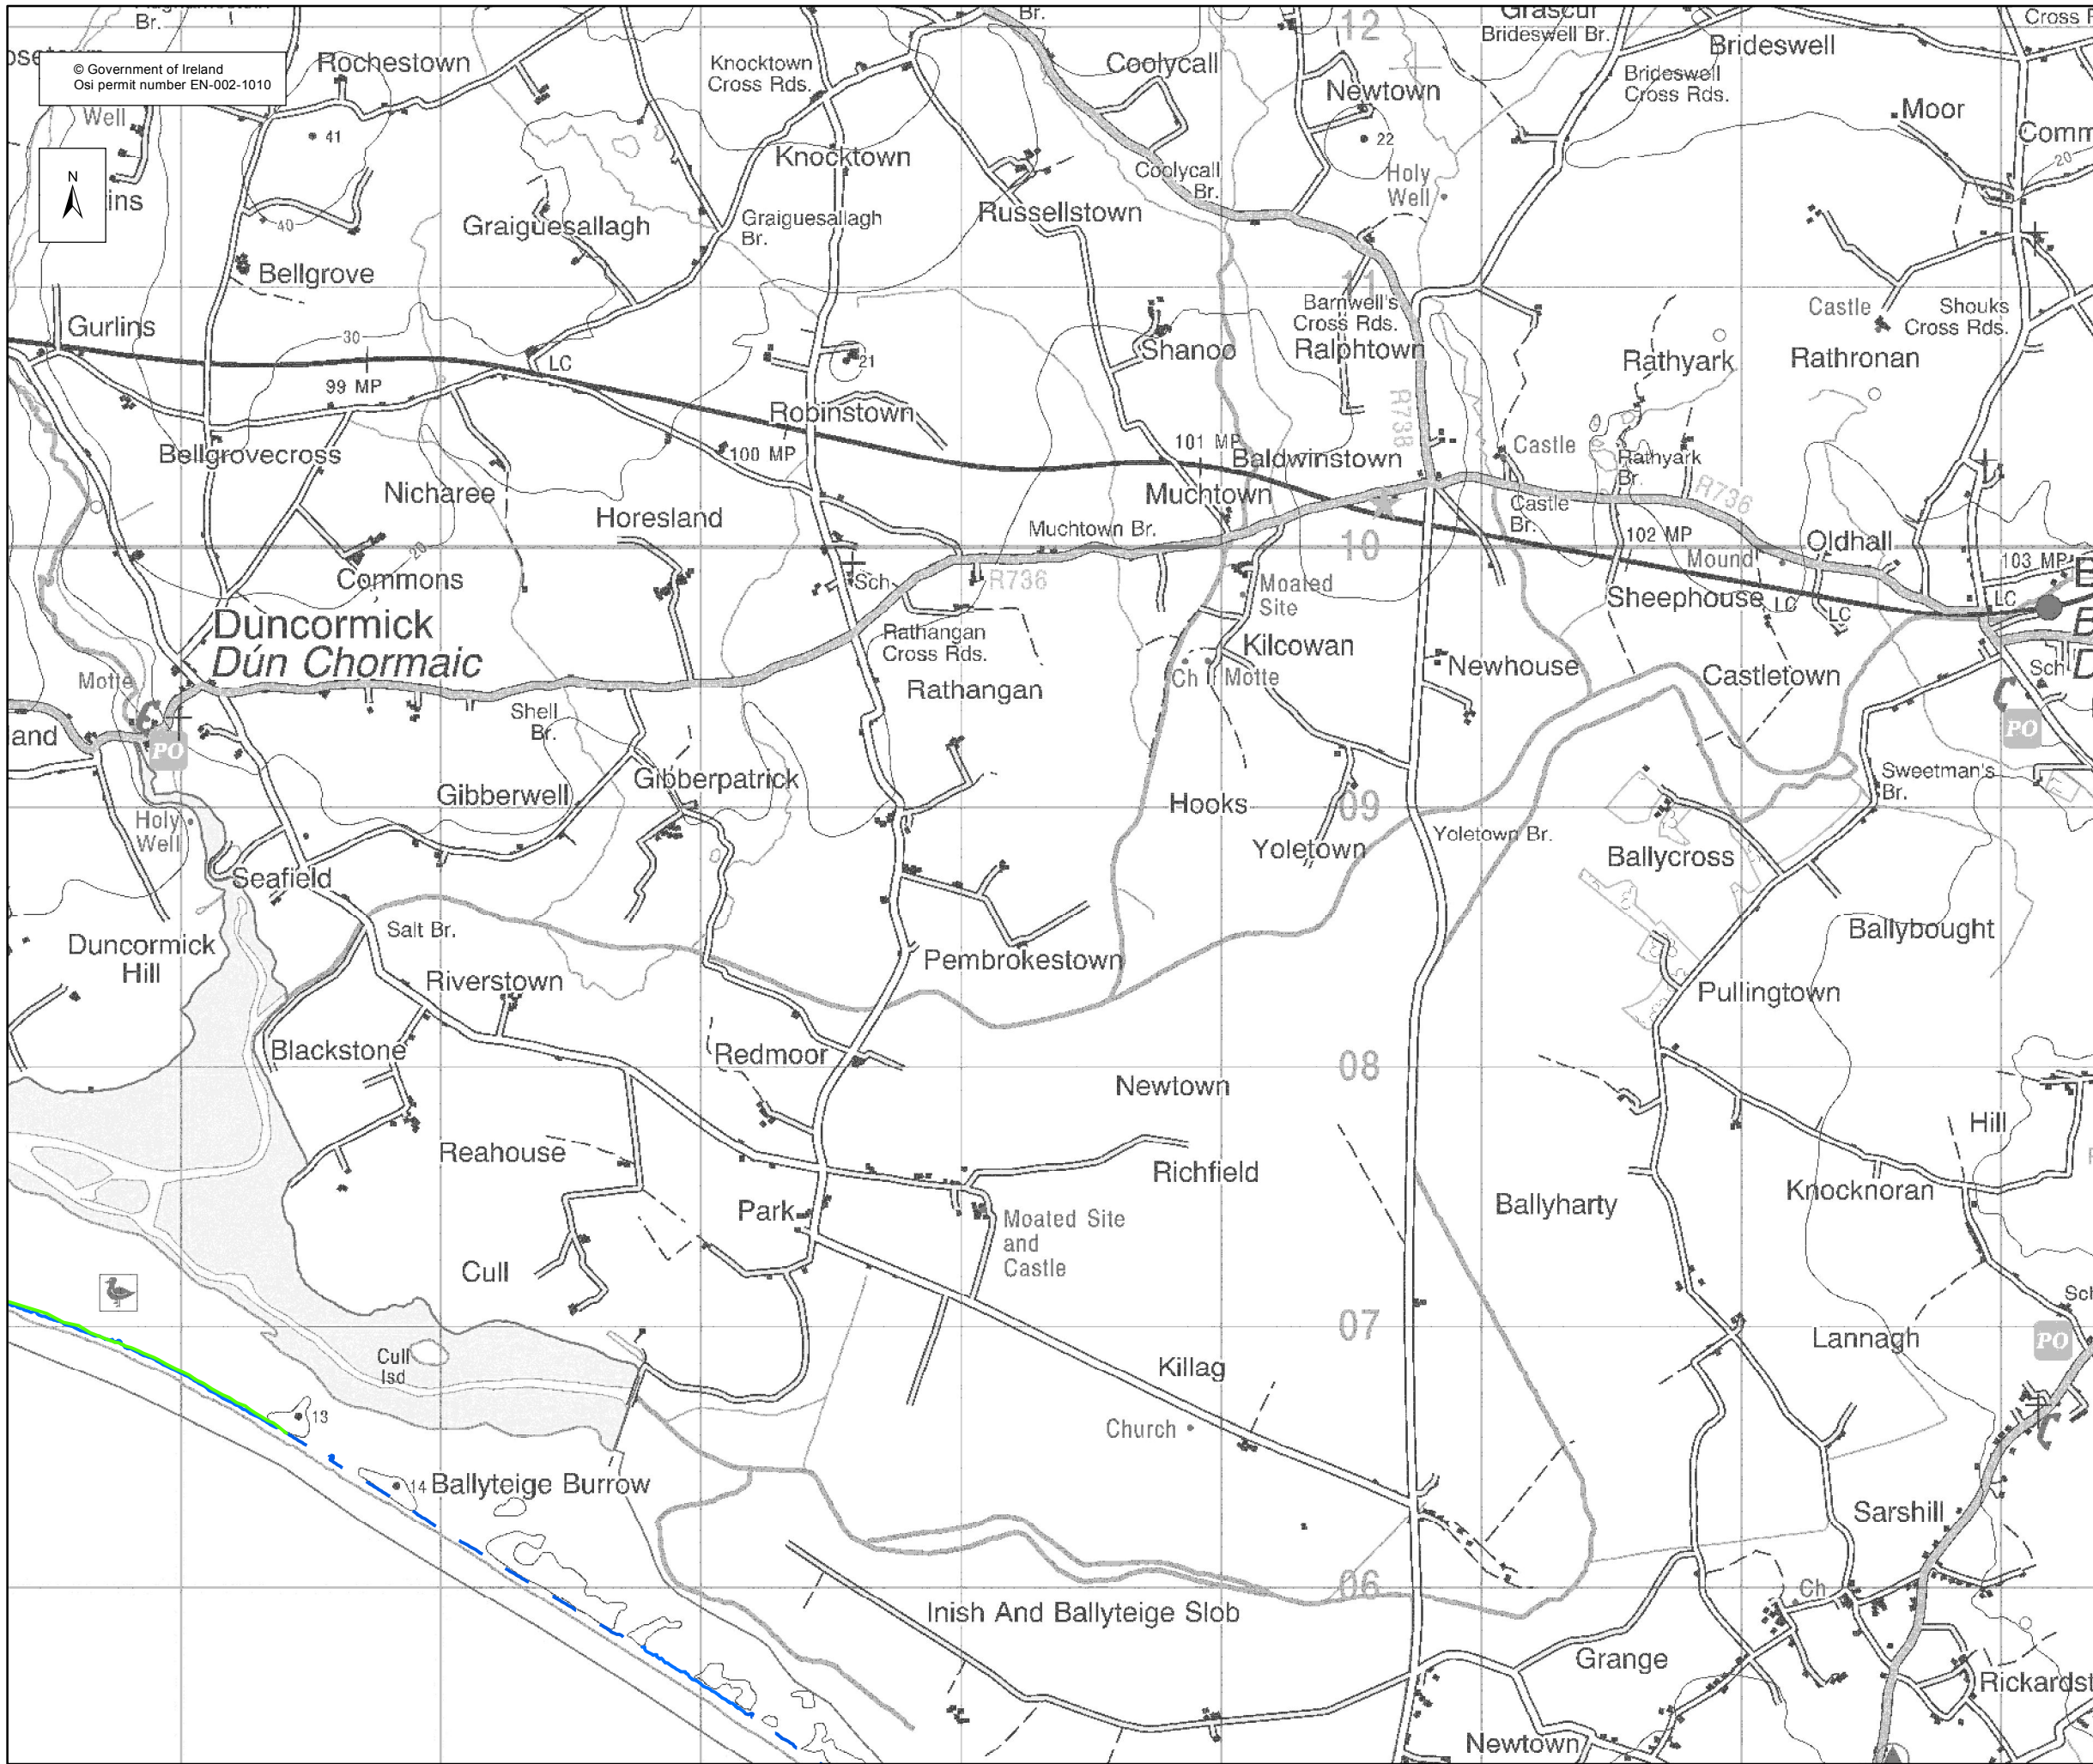 Br.
Br.
12
Brideswell Br.
Cross
© Government of Ireland
Osi permit number EN-002-1010
Rochestown
Knocktown
Cross Rds.
Coolycall
Newtown
Brideswell
Brideswell
Cross Rds.
Well
41
22
Moor
N
Knocktown
Coolycall
Br.
Holy
Well
20
40
Graiguesallagh
Graiguesallagh
Br.
Russellstown
Bellgrove
11
Barnwell's
Cross Rds.
Castle
Shouks
Cross Rds.
Gurlins
30
99 MP
LC
21
Shanoo
Ralphtown
Rathyark
Rathronan
Robinstown
R738
Bellgrovecross
100 MP
101 MP
Baldwinstown
Castle
Rathyark
Br.
Nicharee
Horesland
Muchtown
Muchtown Br.
Castle
Br.
R736
20
10
102 MP
Mound
Oldhall
103 MP
Commons
Sch
R736
Moated
Site
Sheephouse
LC
LC
LC
Duncormick
Dún Chormaic
Rathangan
Cross Rds.
Kilcowan
Newhouse
Castletown
Sch
Motte
Rathangan
Ch
Motte
Shell
Br.
PO
PO
Gibberwell
Gibberpatrick
Hooks
09
Sweetman's
Br.
Holy
Well
Yoletown
Yoletown Br.
Ballycross
Seafield
Salt Br.
Duncormick
Hill
Riverstown
Pembrokestown
Ballybought
Pullingtown
Blackstone
Redmoor
08
Newtown
Hill
Reahouse
Richfield
Knocknoran
Park
Moated Site
and
Castle
Ballyharty
Cull
Sch
07
Lannagh
PO
Cull
Isd
Killag
13
Church
14
Ballyteige Burrow
Sarshill
06
Inish And Ballyteige Slob
Ch
Grange
Newtown